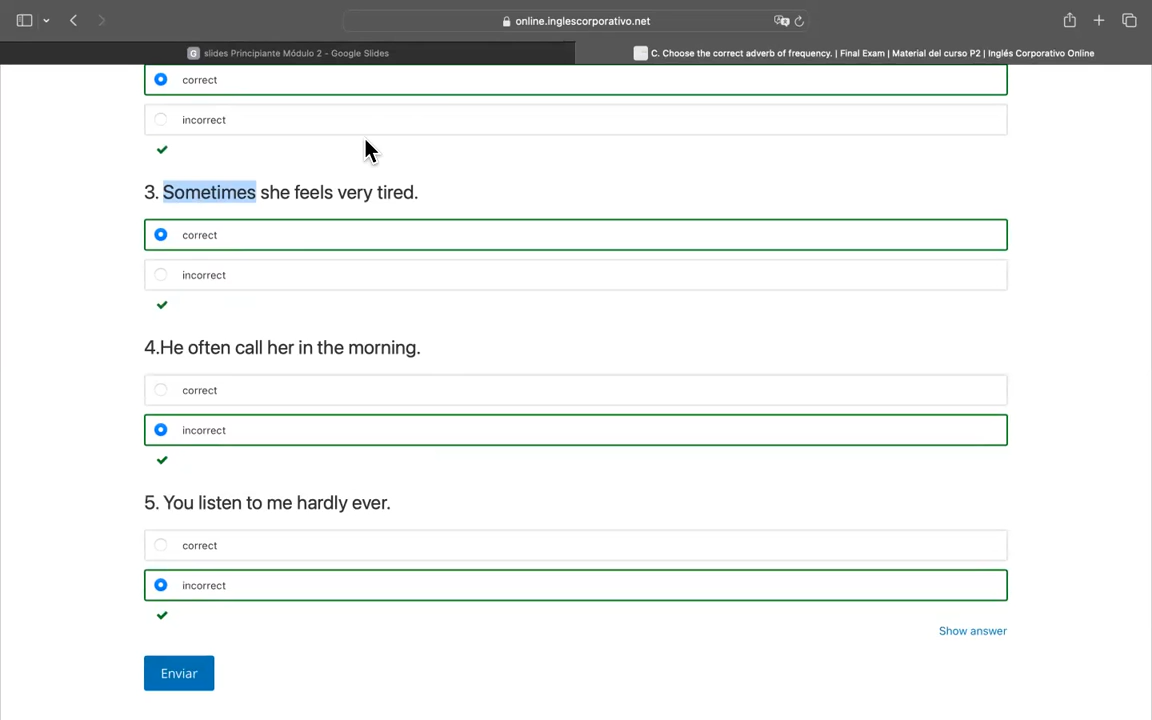 online.inglescorporativo.net
G slides Principiante Módulo 2 - Google Slides
C. Choose the correct adverb of frequency. | Final Exam | Material del curso P2 | Inglés Corporativo Online
correct
incorrect
3. Sometimes she feels very tired.
correct
incorrect
4.He often call her in the morning.
correct
incorrect
5. You listen to me hardly ever.
correct
incorrect
Show answer
Enviar